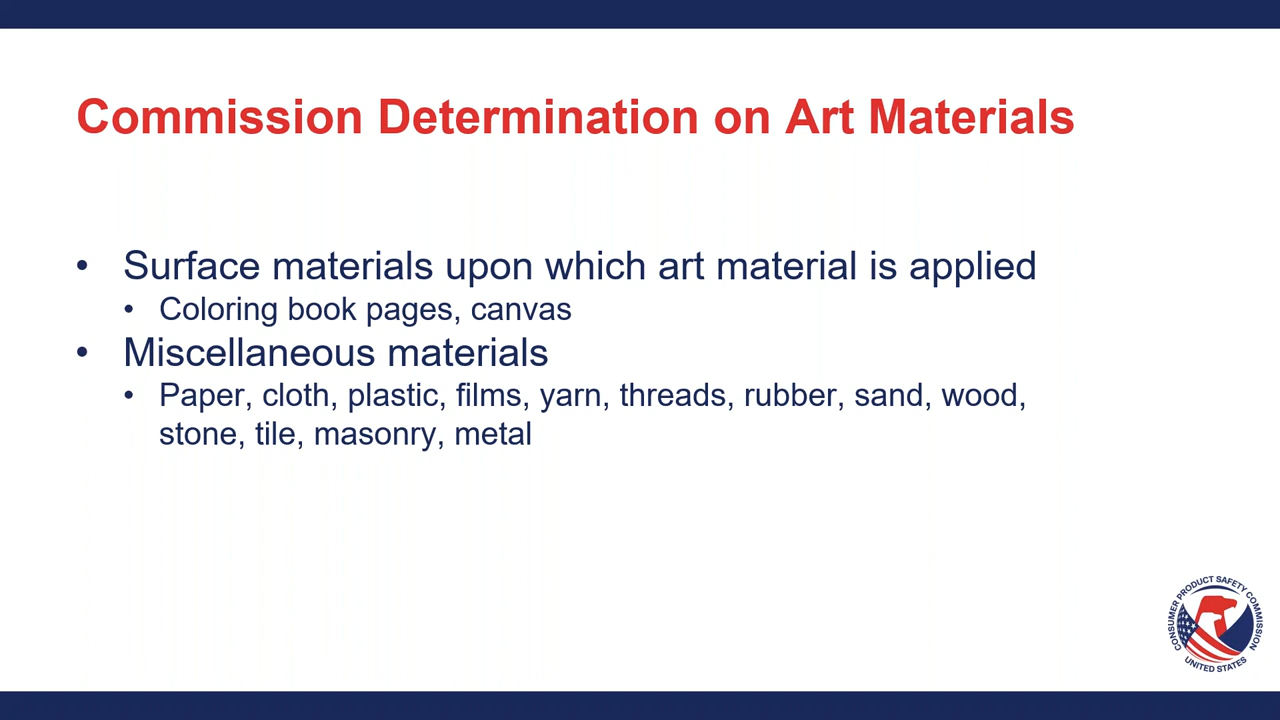 Commission Determination on Art Materials
• Surface materials upon which art material is applied
• Coloring book pages, canvas
• Miscellaneous materials
• Paper, cloth, plastic, films, yarn, threads, rubber, sand, wood,
stone, tile, masonry, metal
CONSUMER PRODUCT SAFETY COMMISSION
UNITED STATES